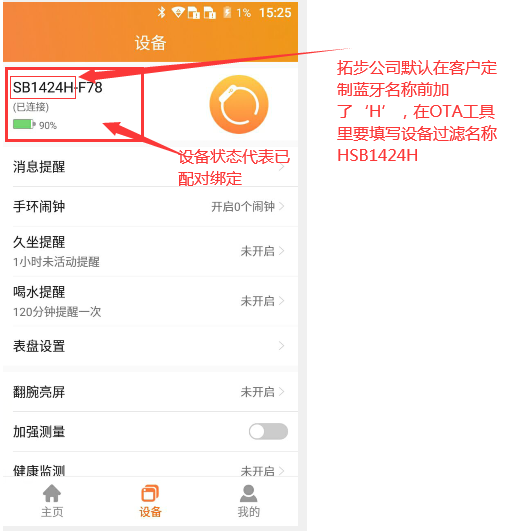 1% 15:25
设备
SB1424H-F78
(已连接)
90%
拓步公司默认在客户定
制蓝牙名称前加
了‘H’，在OTA工具
里要填写设备过滤名称
HSB1424H
设备状态代表已
配对绑定
消息提醒
手环闹钟 开启0个闹钟
久坐提醒
1小时未活动提醒
未开启
喝水提醒
120分钟提醒一次
未开启
表盘设置
翻腕亮屏 未开启
加强测量
健康监测 未开启
主页 设备 我的